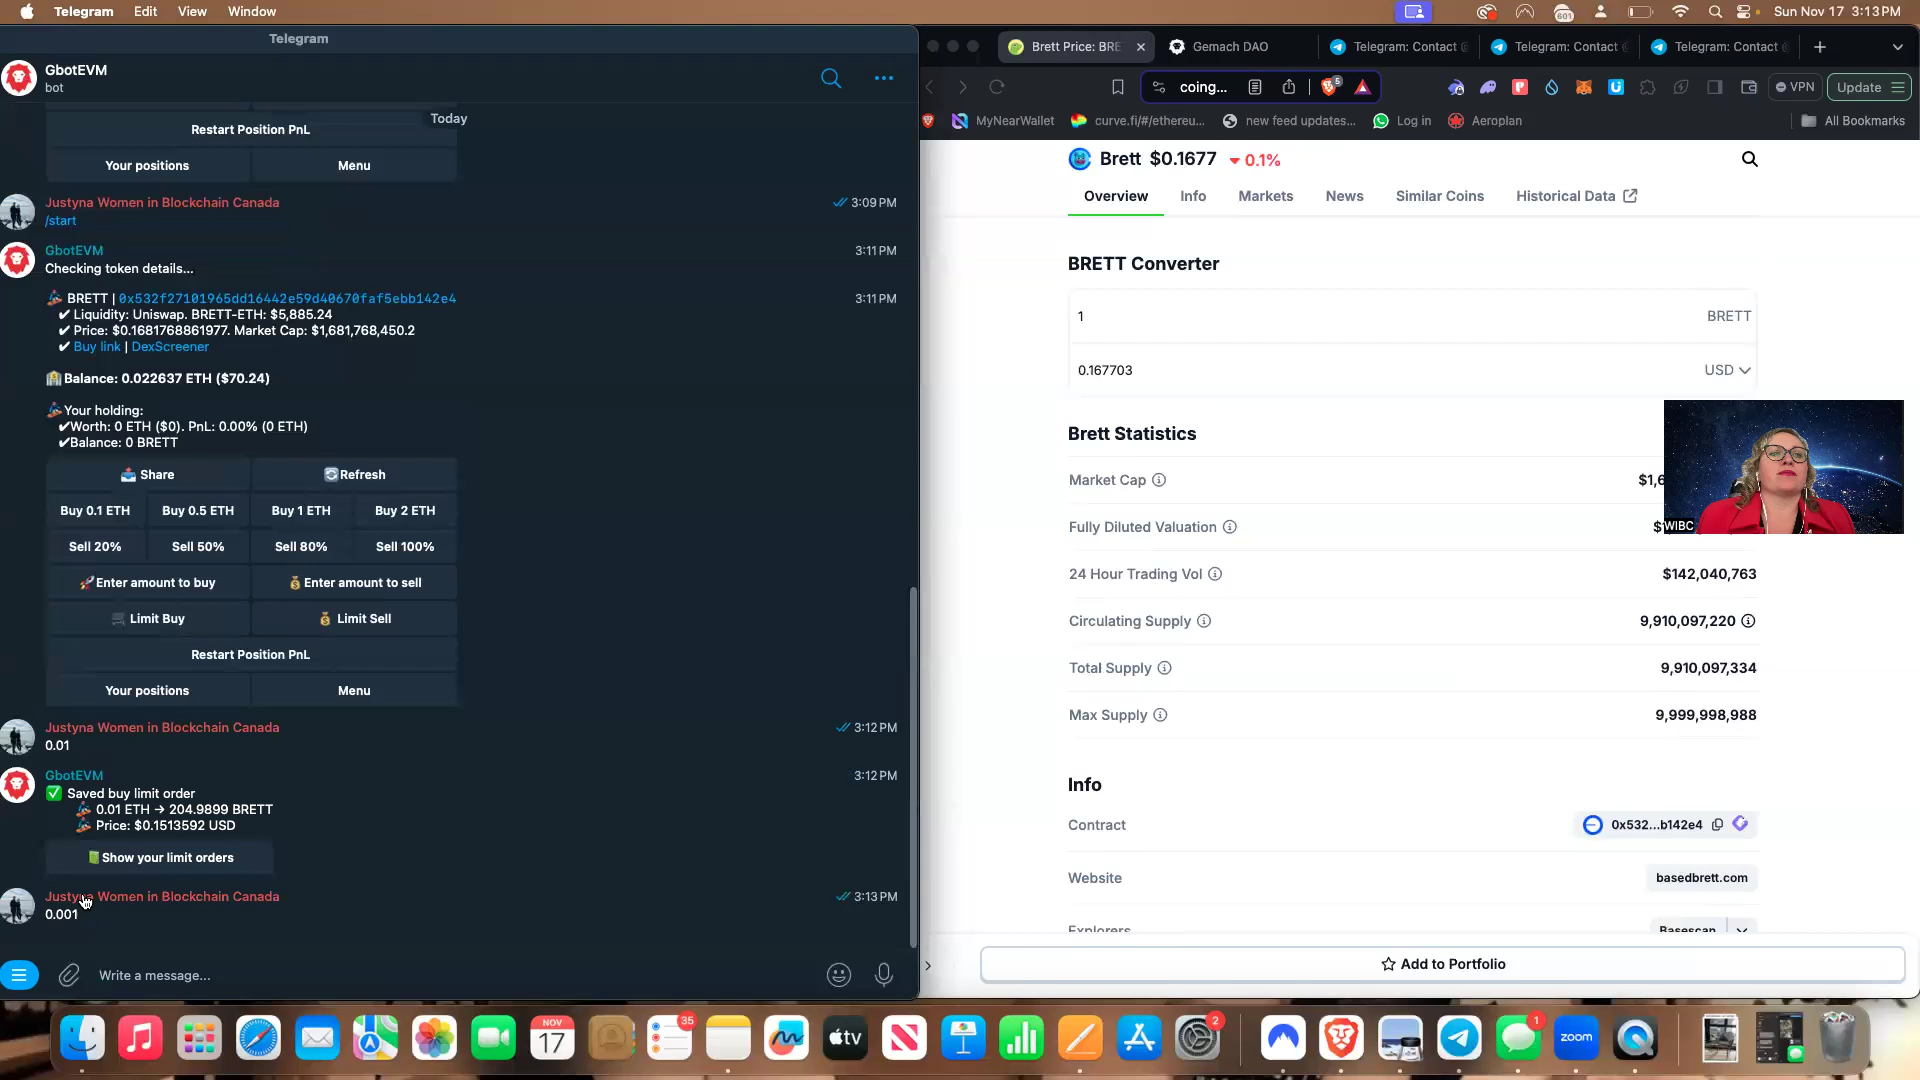 Telegram Edit View Window
601
Sun Nov 17 3:13 PM
Telegram
GbotEVM
bot
Today
Restart Position PnL
Your positions Menu
Justyna Women in Blockchain Canada 3:09 PM
/start
GbotEVM 3:11 PM
Checking token details...
BRETT | 0x532f27101965dd16442e59d40670faf5ebb142e4 3:11 PM
✔ Liquidity: Uniswap. BRETT-ETH: $5,885.24
✔ Price: $0.1681768861977. Market Cap: $1,681,768,450.2
✔ Buy link | DexScreener
Balance: 0.022637 ETH ($70.24)
Your holding:
✔Worth: 0 ETH ($0). PnL: 0.00% (0 ETH)
✔Balance: 0 BRETT
Share Refresh
Buy 0.1 ETH Buy 0.5 ETH Buy 1 ETH Buy 2 ETH
Sell 20% Sell 50% Sell 80% Sell 100%
Enter amount to buy Enter amount to sell
Limit Buy Limit Sell
Restart Position PnL
Your positions Menu
Justyna Women in Blockchain Canada 3:12 PM
0.01
GbotEVM 3:12 PM
Saved buy limit order
0.01 ETH → 204.9899 BRETT
Price: $0.1513592 USD
Show your limit orders
Justyna Women in Blockchain Canada 3:13 PM
0.001
Write a message...
Brett Price: BRE Gemach DAO Telegram: Contact @ Telegram: Contact Telegram: Contact
coing... 5 VPN Update
MyNearWallet curve.fi/#/ethereu... new feed updates... Log in Aeroplan All Bookmarks
Brett $0.1677 0.1%
Overview Info Markets News Similar Coins Historical Data
BRETT Converter
1 BRETT
0.167703 USD
Brett Statistics
Market Cap $1,6
Fully Diluted Valuation
WIBC
24 Hour Trading Vol $142,040,763
Circulating Supply 9,910,097,220
Total Supply 9,910,097,334
Max Supply 9,999,998,988
Info
Contract 0x532...b142e4
Website basedbrett.com
Explorers Basescan
Add to Portfolio
NOV
17
35
tv
2
1
zoom